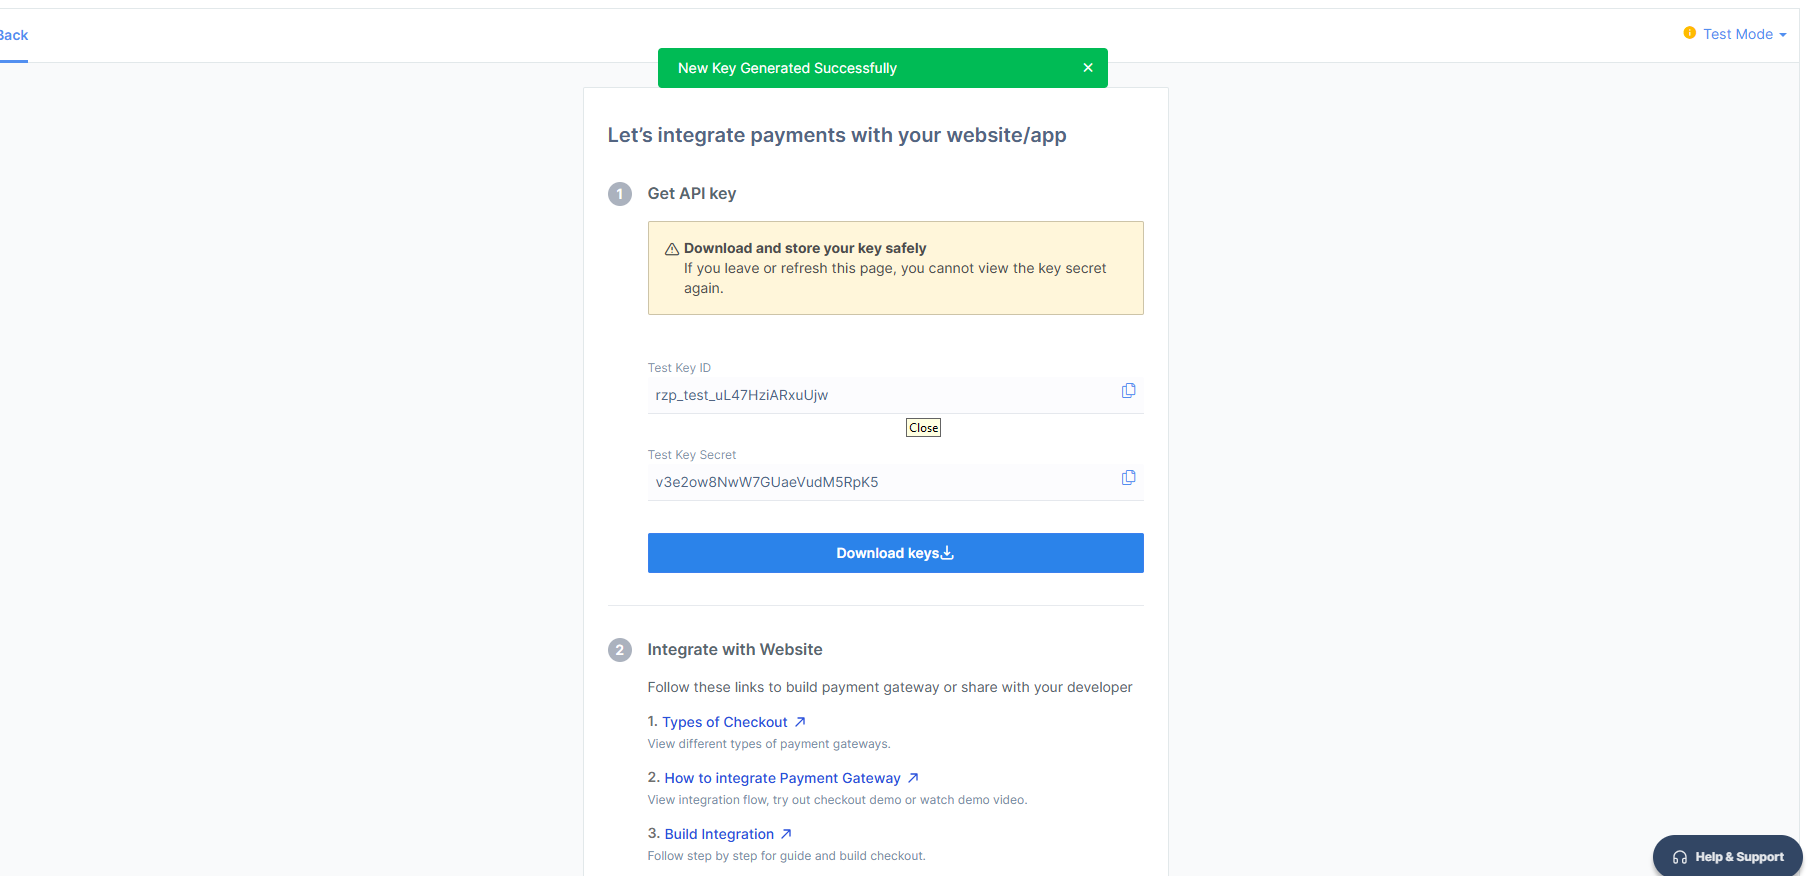 Back
Test Mode
New Key Generated Successfully
Let’s integrate payments with your website/app
1 Get API key
Download and store your key safely
If you leave or refresh this page, you cannot view the key secret
again.
Test Key ID
rzp_test_uL47HziARxuUjw
Close
Test Key Secret
v3e2ow8NwW7GUaeVudM5RpK5
Download keys
2 Integrate with Website
Follow these links to build payment gateway or share with your developer
1. Types of Checkout
View different types of payment gateways.
2. How to integrate Payment Gateway
View integration flow, try out checkout demo or watch demo video.
3. Build Integration
Follow step by step for guide and build checkout.
Help & Support